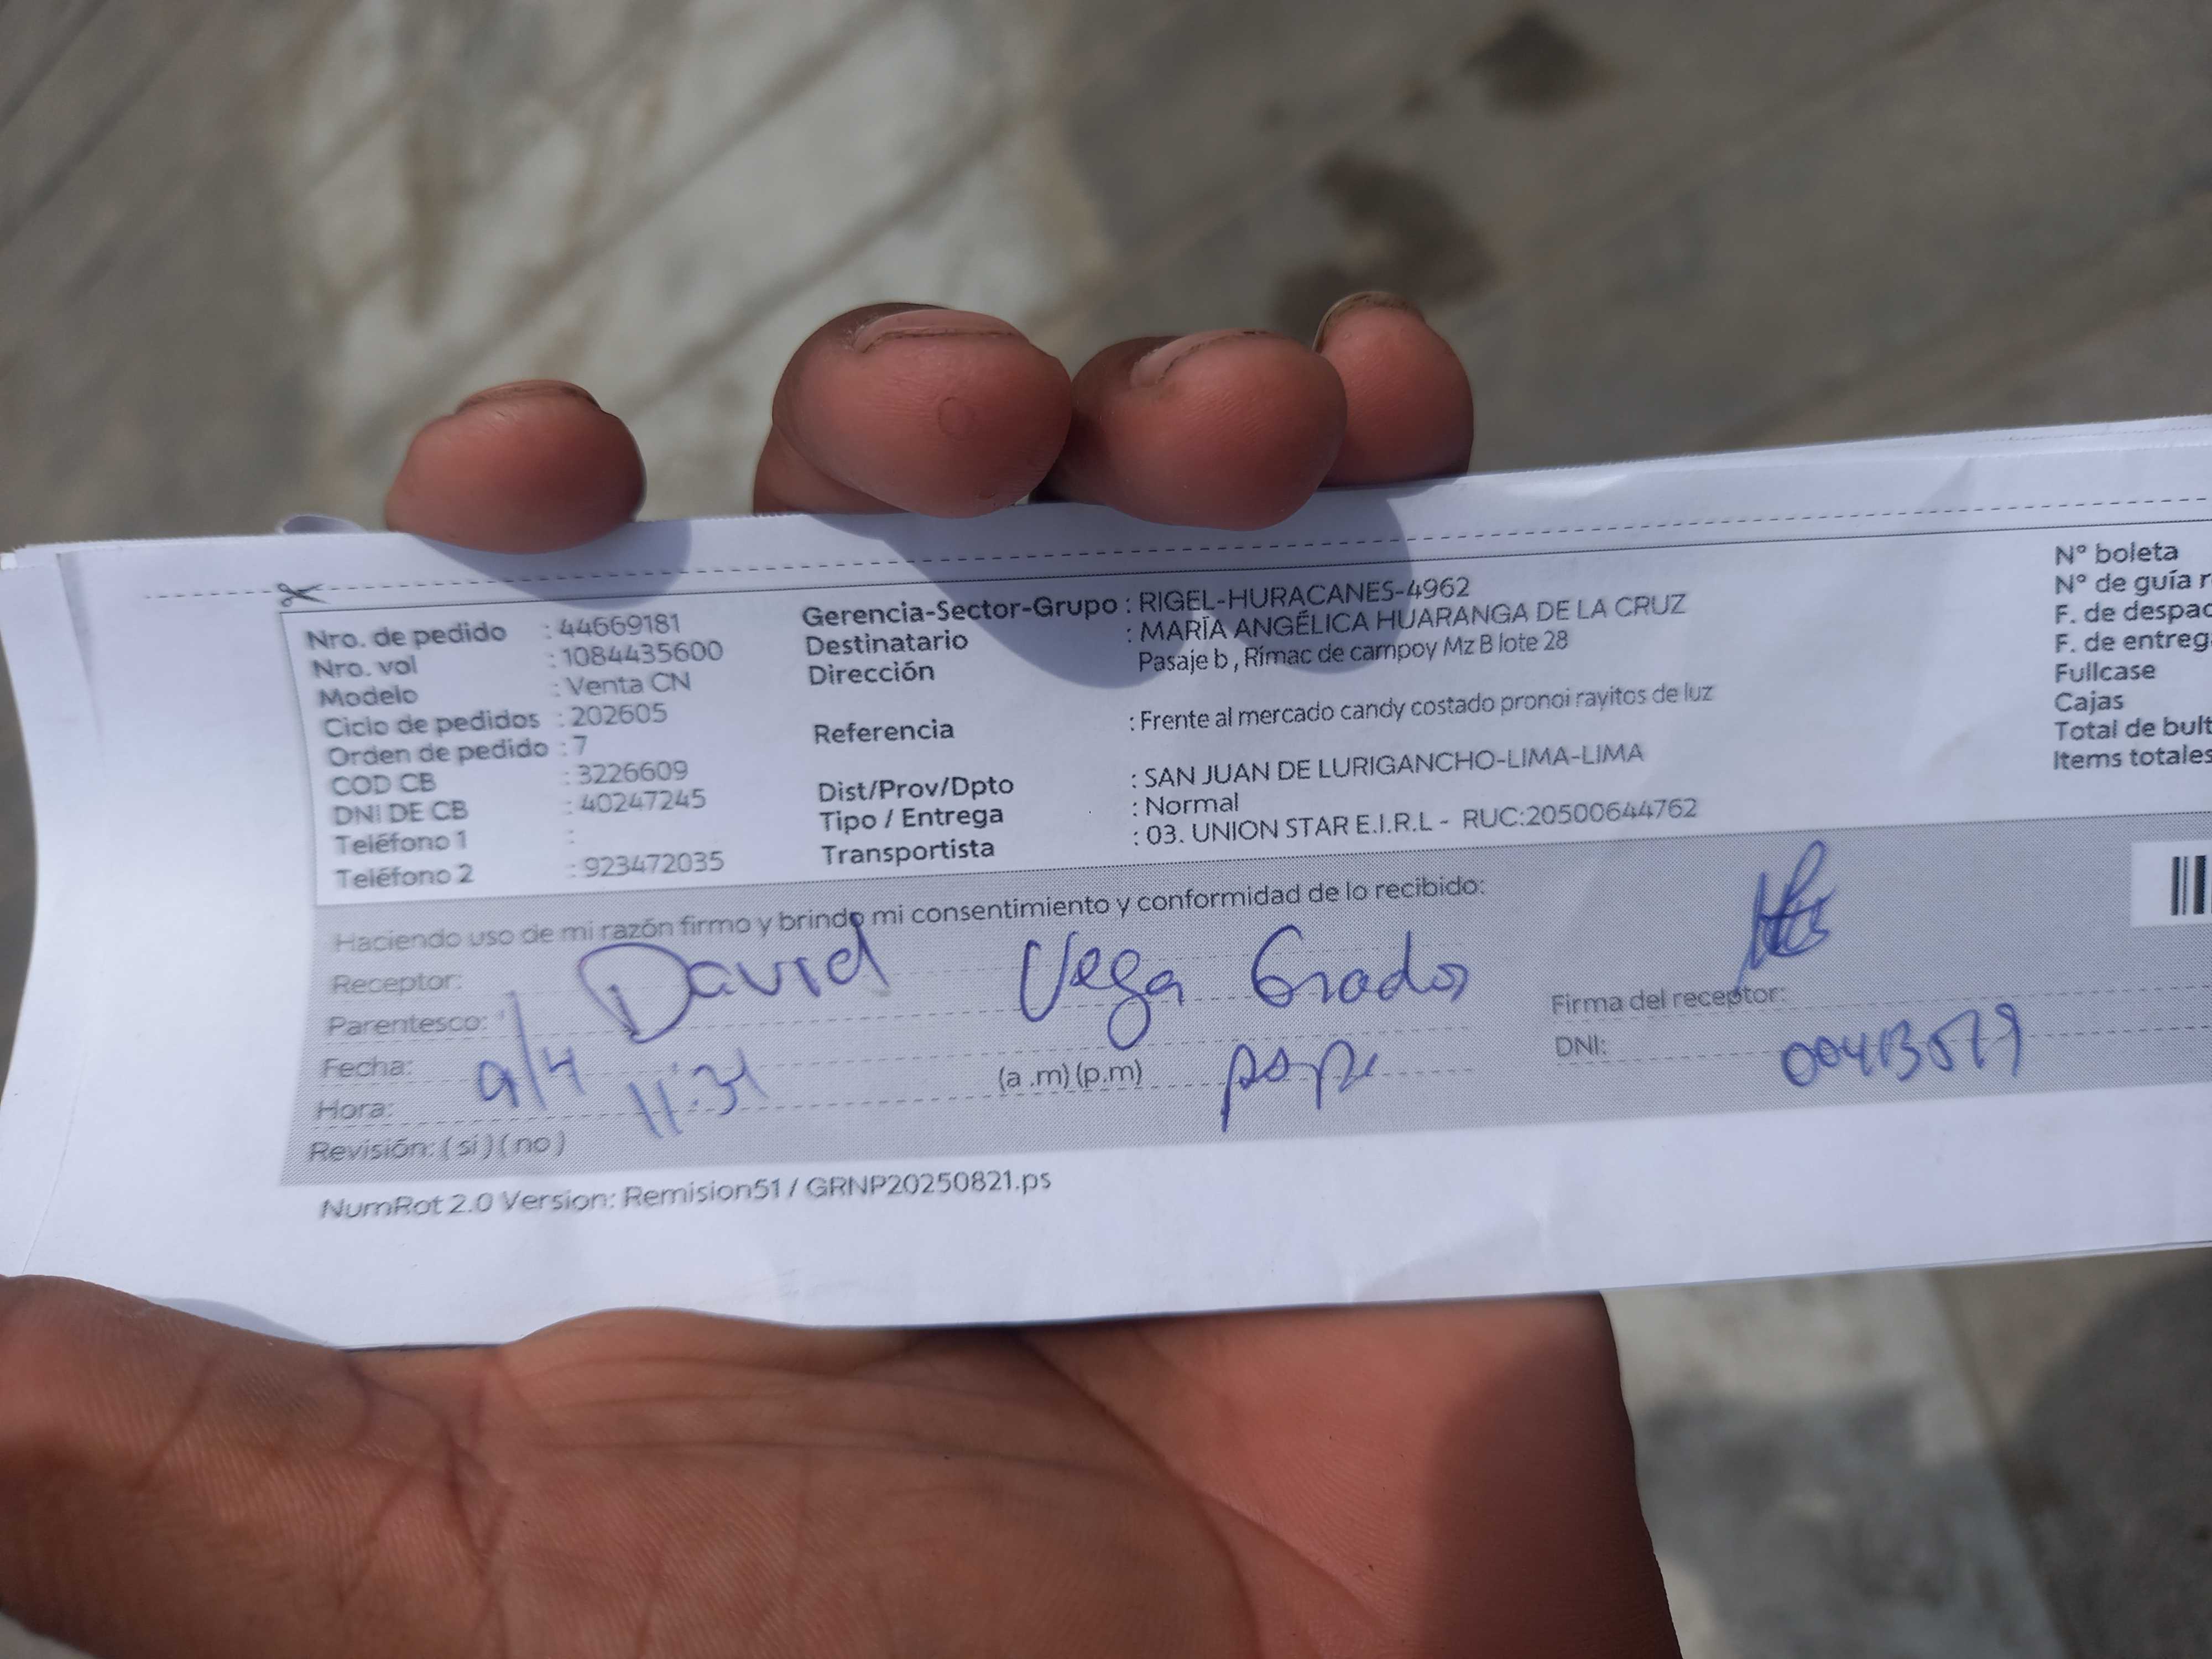 Nro. de pedido : 44669181
Nro. vol : 1084435600
Modelo : Venta CN
Ciclo de pedidos : 202605
Orden de pedido : 7
COD CB : 3226609
DNI DE CB : 40247245
Teléfono 1 :
Teléfono 2 : 923472035
Gerencia-Sector-Grupo : RIGEL-HURACANES-4962
Destinatario : MARÍA ANGÉLICA HUARANGA DE LA CRUZ
Dirección Pasaje b , Rímac de campoy Mz B lote 28
Referencia : Frente al mercado candy costado pronoi rayitos de luz
Dist/Prov/Dpto : SAN JUAN DE LURIGANCHO-LIMA-LIMA
Tipo / Entrega : Normal
Transportista : 03. UNION STAR E.I.R.L - RUC:20500644762
N° boleta
N° de guía r
F. de despac
F. de entreg
Fullcase
Cajas
Total de bult
Items totales
Haciendo uso de mi razón firmo y brindo mi consentimiento y conformidad de lo recibido:
Receptor: David Vega Grados
Parentesco:
Fecha: 9/4
Hora: 11:34 (a .m) (p.m)
Revisión: ( si ) ( no )
Firma del receptor:
DNI:
NumRot 2.0 Version: Remision51 / GRNP20250821.ps